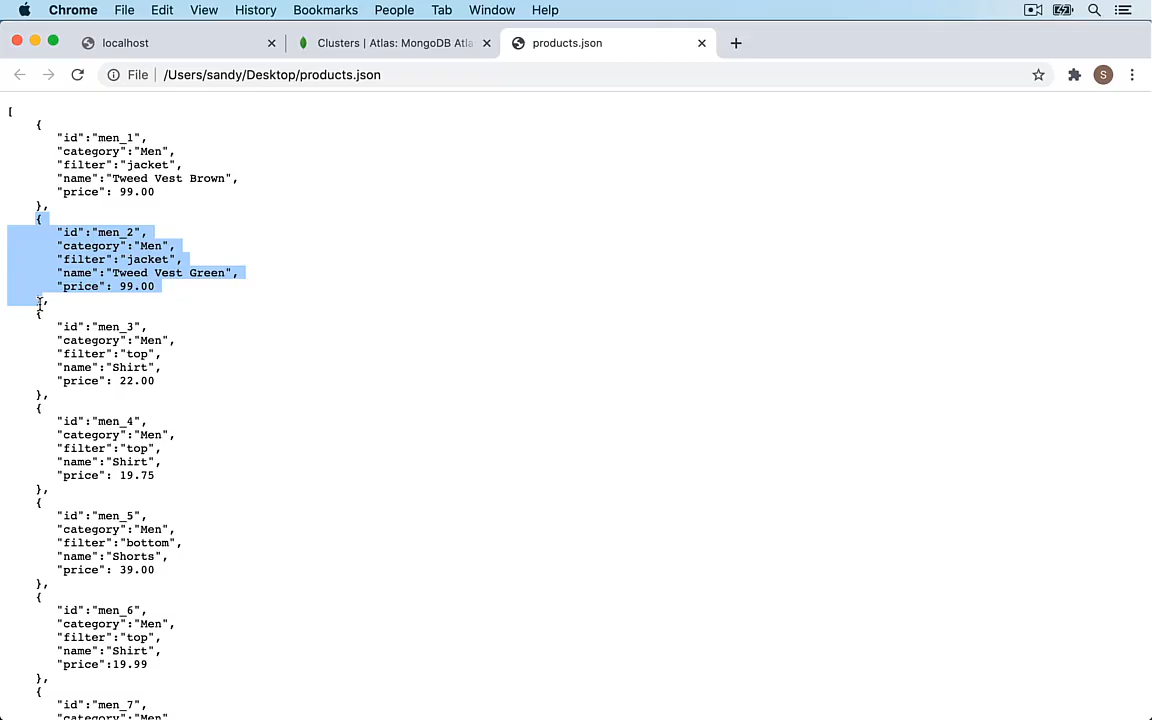 Chrome File Edit View History Bookmarks People Tab Window Help
localhost
Clusters | Atlas: MongoDB Atla
products.json
File /Users/sandy/Desktop/products.json
S
[
{
"id":"men_1",
"category":"Men",
"filter":"jacket",
"name":"Tweed Vest Brown",
"price": 99.00
},
{
"id":"men_2",
"category":"Men",
"filter":"jacket",
"name":"Tweed Vest Green",
"price": 99.00
},
{
"id":"men_3",
"category":"Men",
"filter":"top",
"name":"Shirt",
"price": 22.00
},
{
"id":"men_4",
"category":"Men",
"filter":"top",
"name":"Shirt",
"price": 19.75
},
{
"id":"men_5",
"category":"Men",
"filter":"bottom",
"name":"Shorts",
"price": 39.00
},
{
"id":"men_6",
"category":"Men",
"filter":"top",
"name":"Shirt",
"price":19.99
},
{
"id":"men_7",
"category":"Men"